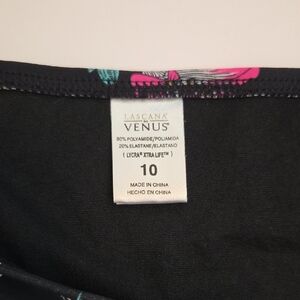 LASCANA
VENUS®
80% POLYAMIDE/POLIAMIDA
20% ELASTANE/ELASTANO
( LYCRA® XTRA LIFE™ )
10
MADE IN CHINA
HECHO EN CHINA